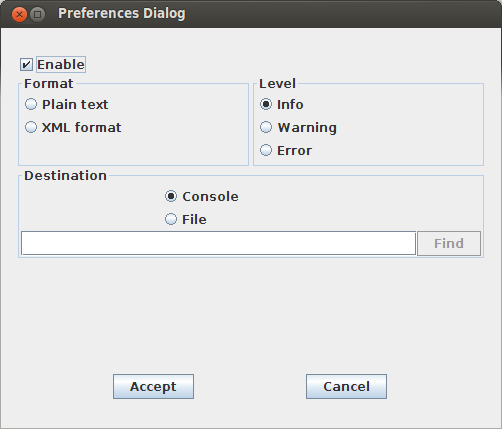 Preferences Dialog
Enable
Format
Plain text
XML format
Level
Info
Warning
Error
Destination
Console
File
Find
Accept
Cancel